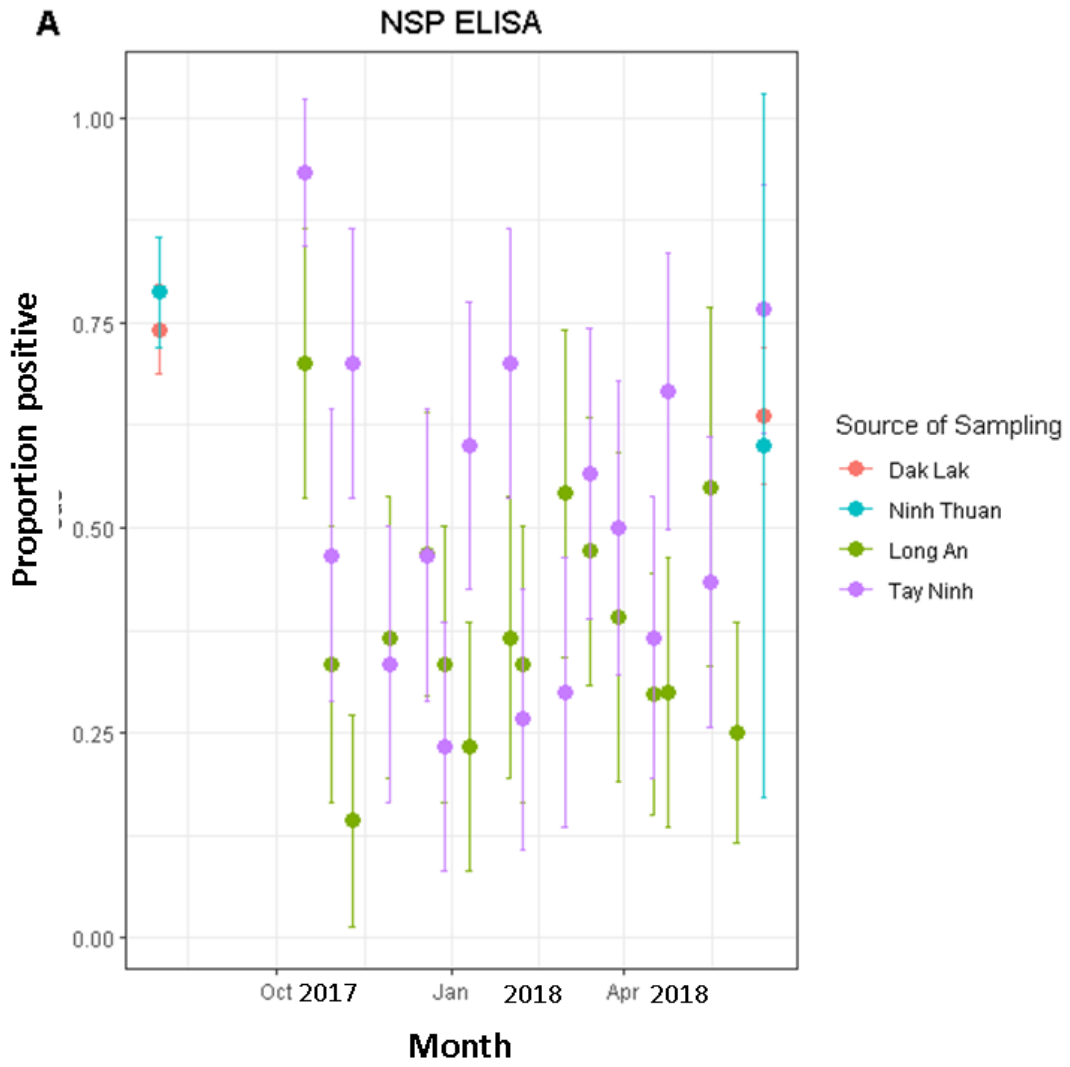 A
NSP ELISA
Proportion positive
1.00
0.75
0.50
0.25
0.00
Oct 2017 Jan 2018 Apr 2018
Month
Source of Sampling
Dak Lak
Ninh Thuan
Long An
Tay Ninh